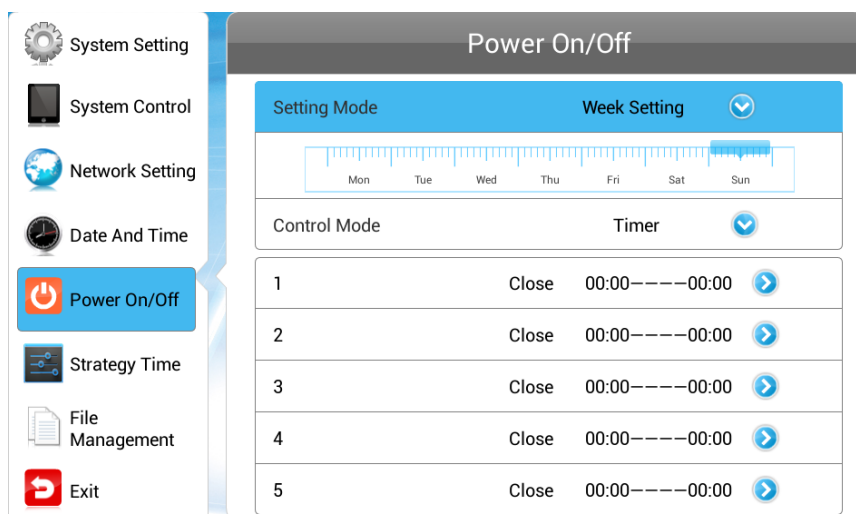 System Setting
System Control
Network Setting
Date And Time
Power On/Off
Strategy Time
File
Management
Exit
Power On/Off
Setting Mode Week Setting
Mon Tue Wed Thu Fri Sat Sun
Control Mode Timer
1 Close 00:00----00:00
2 Close 00:00----00:00
3 Close 00:00----00:00
4 Close 00:00----00:00
5 Close 00:00----00:00